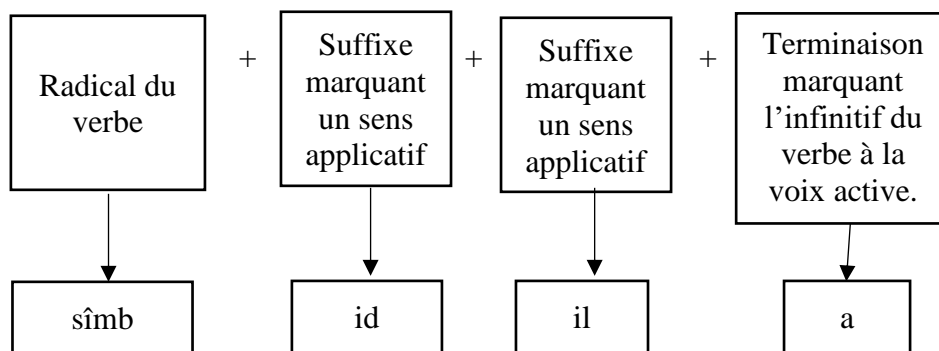 Radical du
verbe
+
Suffixe
marquant
un sens
applicatif
+
Suffixe
marquant
un sens
applicatif
+
Terminaison
marquant
l’infinitif du
verbe à la
voix active.
sîmb
id
il
a